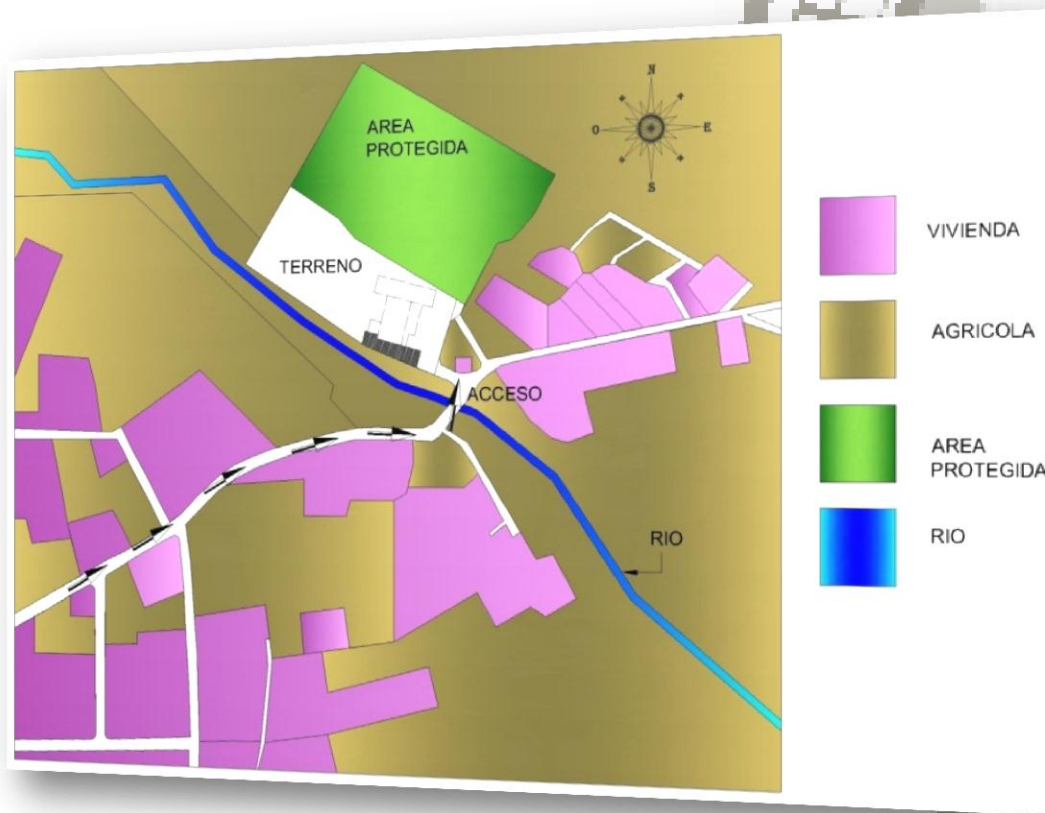 AREA
PROTEGIDA
N
O
E
S
TERRENO
ACCESO
RIO
VIVIENDA
AGRICOLA
AREA
PROTEGIDA
RIO